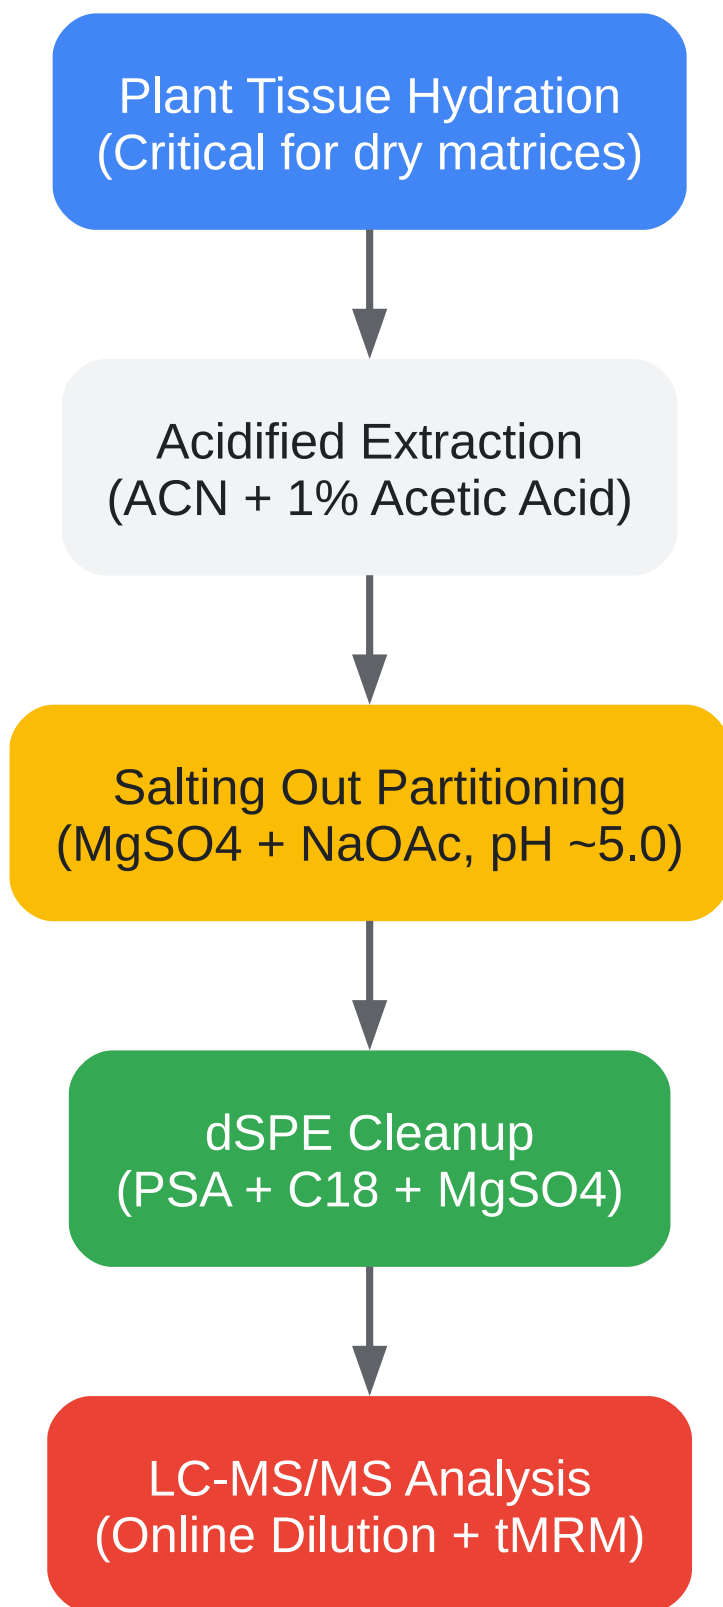 Plant Tissue Hydration
(Critical for dry matrices)
Acidified Extraction
(ACN + 1% Acetic Acid)
Salting Out Partitioning
(MgSO4 + NaOAc, pH ~5.0)
dSPE Cleanup
(PSA + C18 + MgSO4)
LC-MS/MS Analysis
(Online Dilution + tMRM)